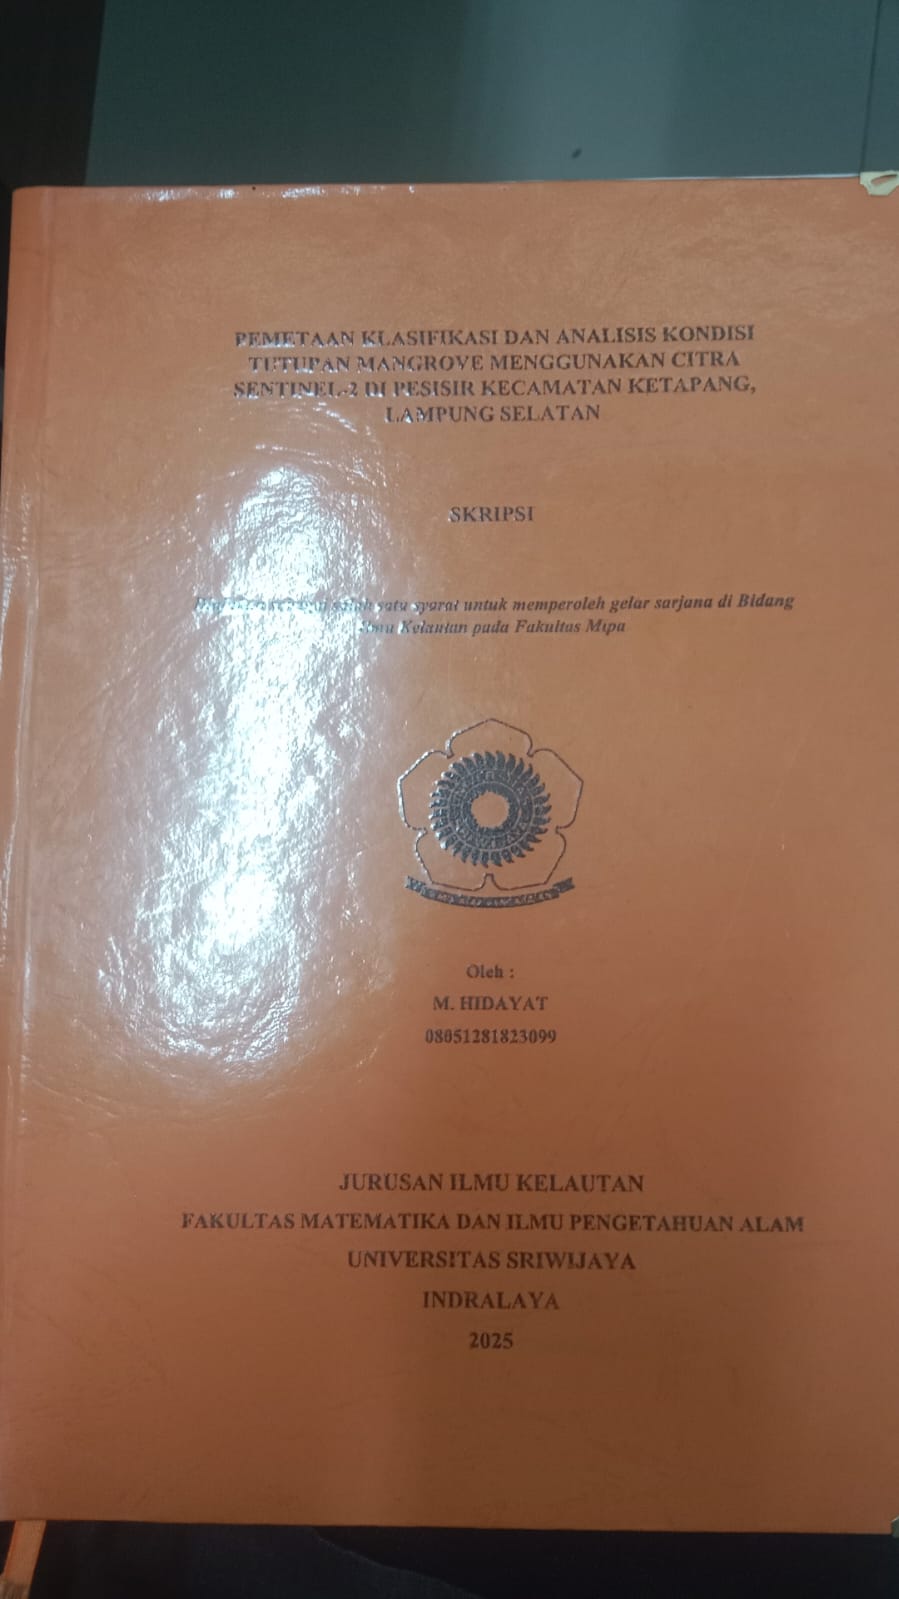 PEMETAAN KLASIFIKASI DAN ANALISIS KONDISI
TUTUPAN MANGROVE MENGGUNAKAN CITRA
SENTINEL-2 DI PESISIR KECAMATAN KETAPANG,
LAMPUNG SELATAN
SKRIPSI
salah satu syarat untuk memperoleh gelar sarjana di Bidang
Ilmu Kelautan pada Fakultas Mipa
Oleh :
M. HIDAYAT
08051281823099
JURUSAN ILMU KELAUTAN
FAKULTAS MATEMATIKA DAN ILMU PENGETAHUAN ALAM
UNIVERSITAS SRIWIJAYA
INDRALAYA
2025